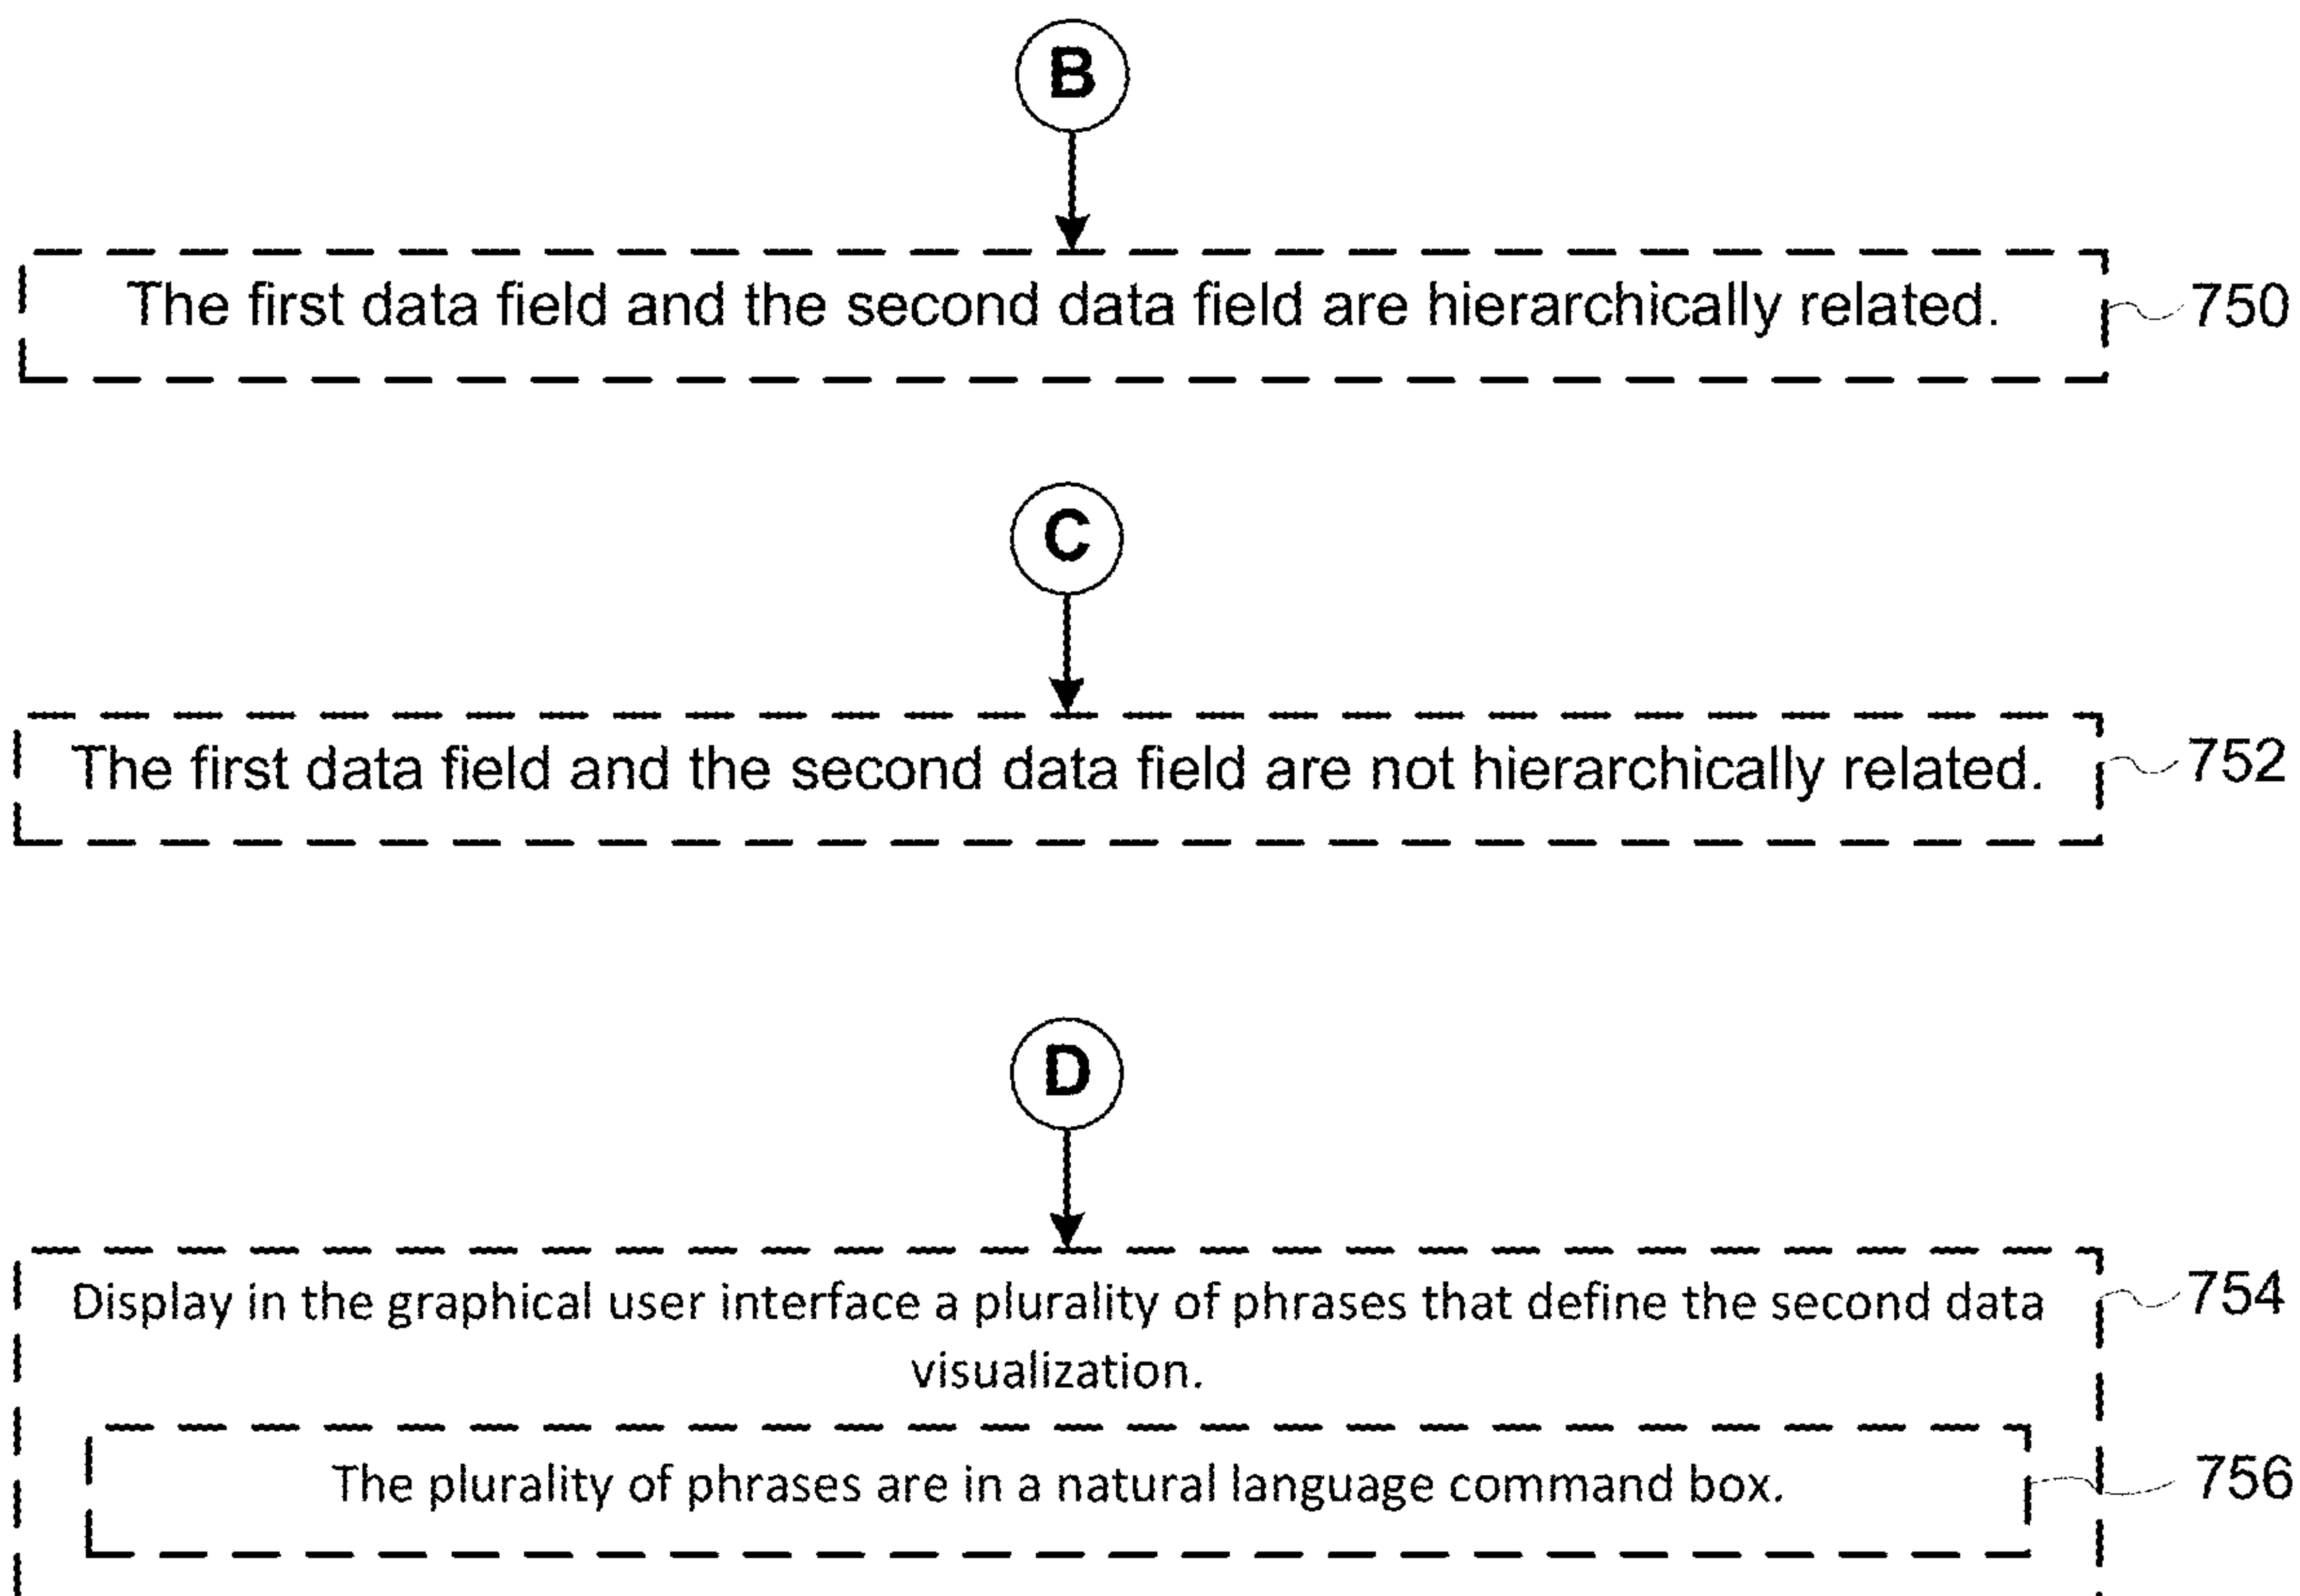 B
The first data field and the second data field are hierarchically related.
750
C
The first data field and the second data field are not hierarchically related.
752
D
Display in the graphical user interface a plurality of phrases that define the second data
visualization.
754
The plurality of phrases are in a natural language command box.
756